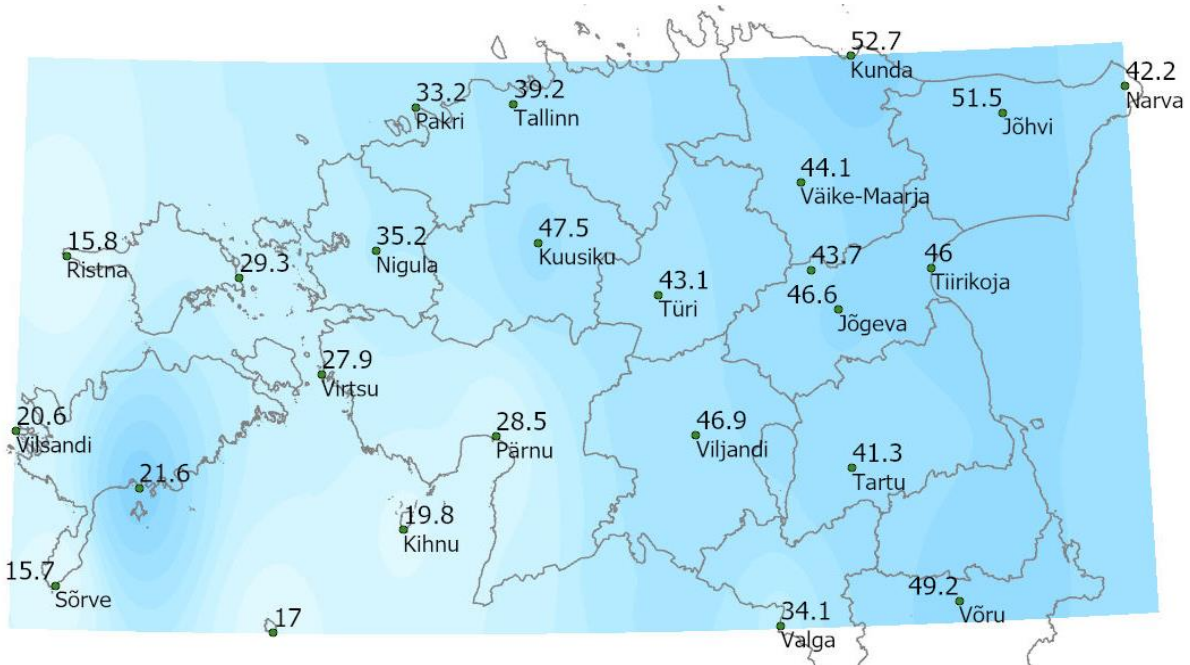 52.7
Kunda
42.2
Narva
33.2
Pakri
39.2
Tallinn
51.5
Jõhvi
44.1
Väike-Maarja
15.8
Ristna
29.3
35.2
Nigula
47.5
Kuusiku
43.1
Türi
43.7
46
Tiirikoja
46.6
Jõgeva
27.9
Virtsu
20.6
Vilsandi
28.5
Pärnu
46.9
Viljandi
41.3
Tartu
21.6
19.8
Kihnu
15.7
Sõrve
17
34.1
Valga
49.2
Võru